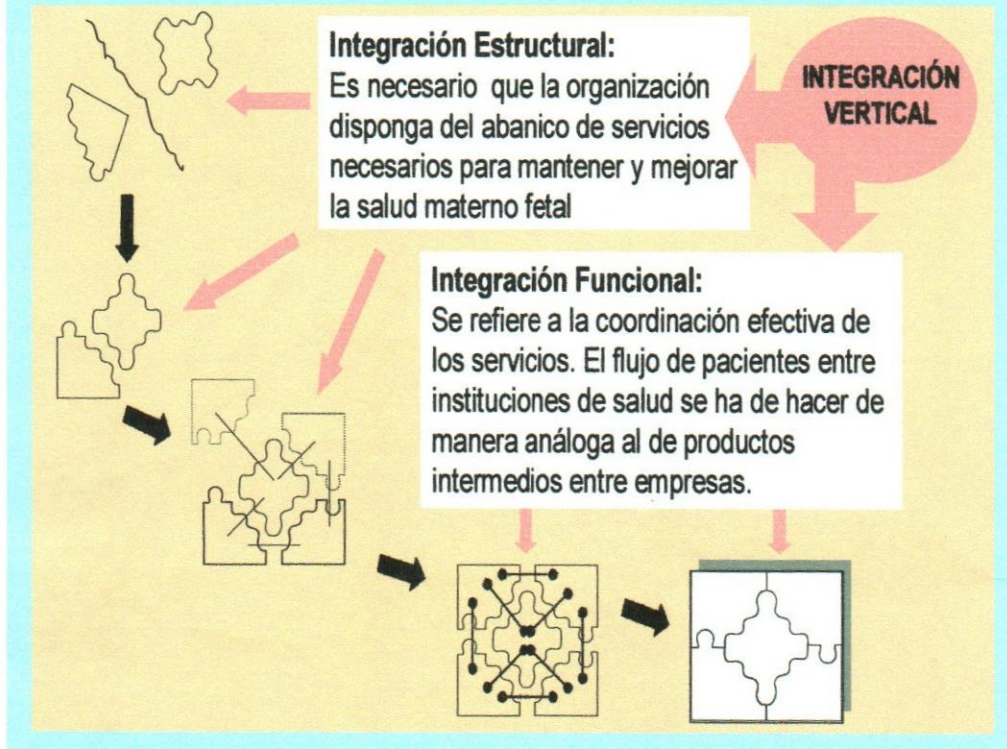 Integración Estructural:
Es necesario que la organización
disponga del abanico de servicios
necesarios para mantener y mejorar
la salud materno fetal
INTEGRACIÓN
VERTICAL
Integración Funcional:
Se refiere a la coordinación efectiva de
los servicios. El flujo de pacientes entre
instituciones de salud se ha de hacer de
manera análoga al de productos
intermedios entre empresas.